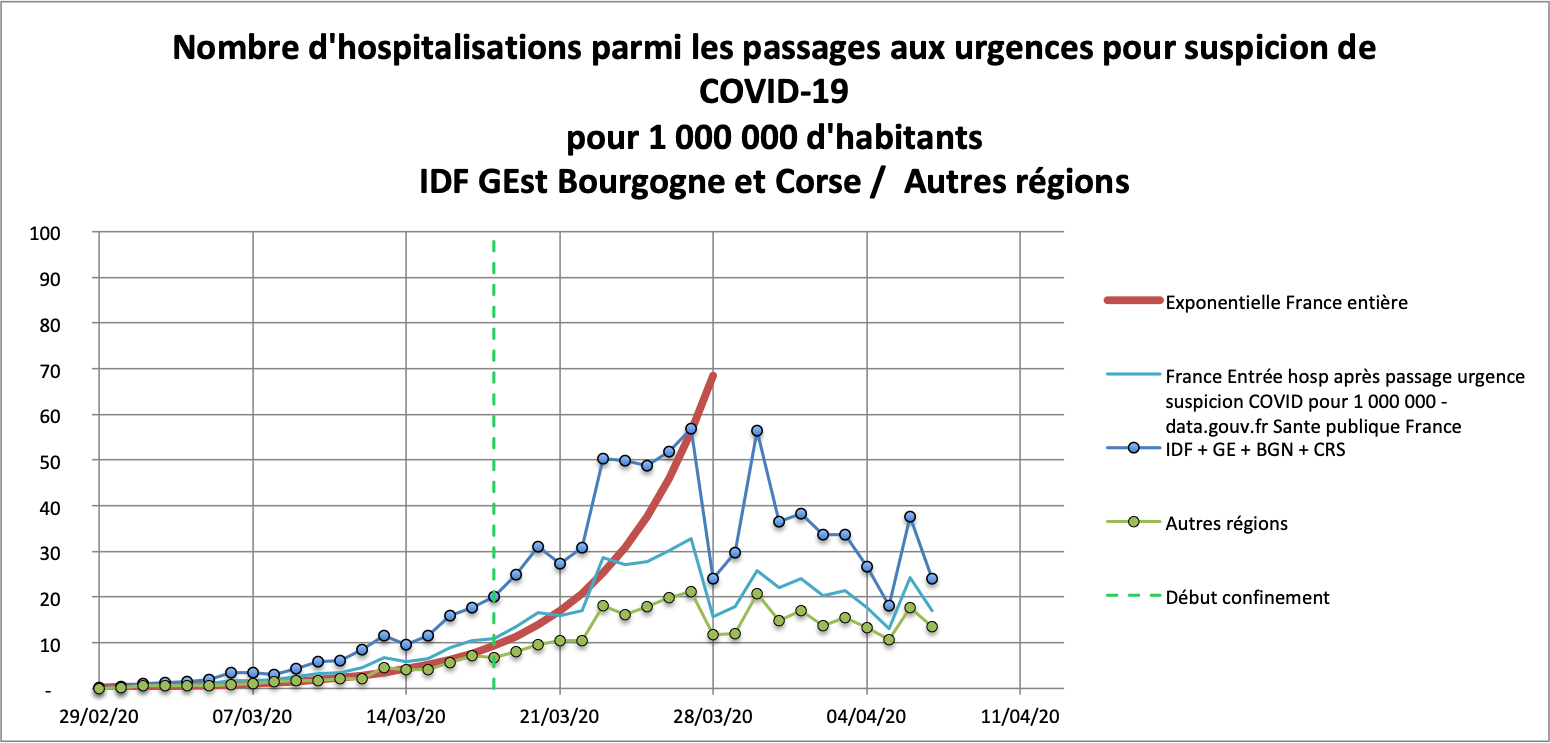 Nombre d'hospitalisations parmi les passages aux urgences pour suspicion de
COVID-19
pour 1 000 000 d'habitants
IDF GEst Bourgogne et Corse / Autres régions
100
90
80
70
60
50
40
30
20
10
-
29/02/20
07/03/20
14/03/20
21/03/20
28/03/20
04/04/20
11/04/20
Exponentielle France entière
France Entrée hosp après passage urgence
suspicion COVID pour 1 000 000 -
data.gouv.fr Sante publique France
IDF + GE + BGN + CRS
Autres régions
Début confinement